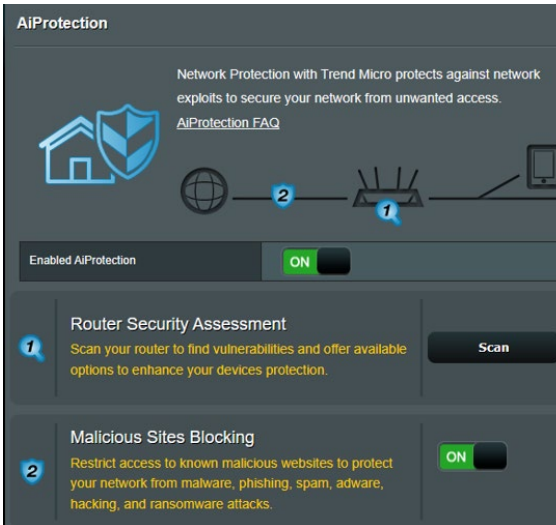 AiProtection
Network Protection with Trend Micro protects against network
exploits to secure your network from unwanted access.
AiProtection FAQ
2
1
Enabled AiProtection
ON
1
Router Security Assessment
Scan your router to find vulnerabilities and offer available
options to enhance your devices protection.
Scan
2
Malicious Sites Blocking
Restrict access to known malicious websites to protect
your network from malware, phishing, spam, adware,
hacking, and ransomware attacks.
ON